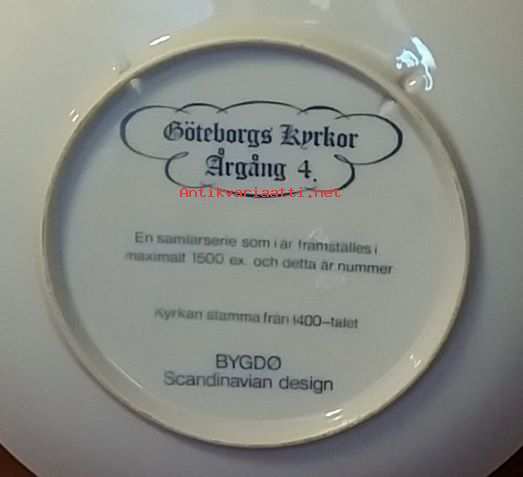 Göteborgs Kyrkor
Årgång 4.
Antikvariaatti.net
En samlarserie som i år framställes i
maximalt 1500 ex. och detta är nummer
Kyrkan stamma från 1400-talet
BYGDØ
Scandinavian design